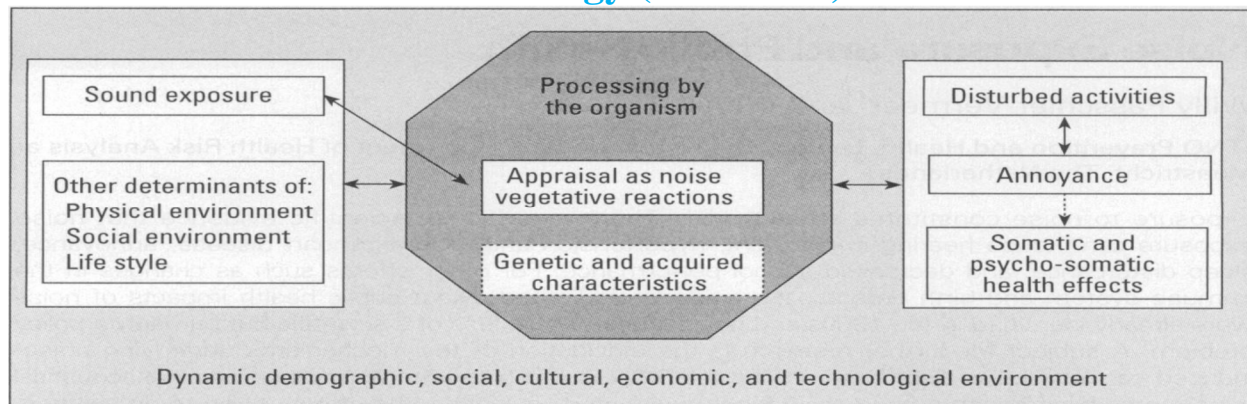 Sound exposure
Other determinants of:
Physical environment
Social environment
Life style
Processing by
the organism
Appraisal as noise
vegetative reactions
Genetic and acquired
characteristics
Disturbed activities
Annoyance
Somatic and
psycho-somatic
health effects
Dynamic demographic, social, cultural, economic, and technological environment